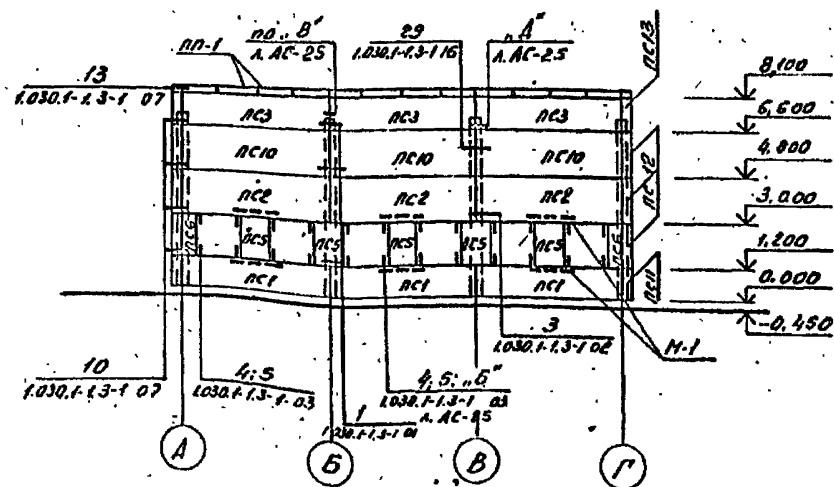 пп-1
по „В"
л. АС-25
29
1.030.1-1.3-1 16
„А"
л. АС-25
ПС13
13
1.030.1-1.3-1 07
8,100
6,600
4,800
3,000
1,200
0.000
-0,450
ПС3 ПС3 ПС3
ПС10 ПС10 ПС10
ПС12
ПС2 ПС2 ПС2
ПС6 ПС5 ПС5 ПС5 ПС5 ПС5 ПС6
ПС1 ПС1 ПС1
ПС11
3
1.030.1-1.3-1 02
М-1
10
1.030.1-1.3-1 07
4; 5
1.030.1-1.3-1-03
4; 5; „Б"
1.030.1-1.3-1 03
л. АС-25
1
1.030.1-1.3-1 01
А Б В Г